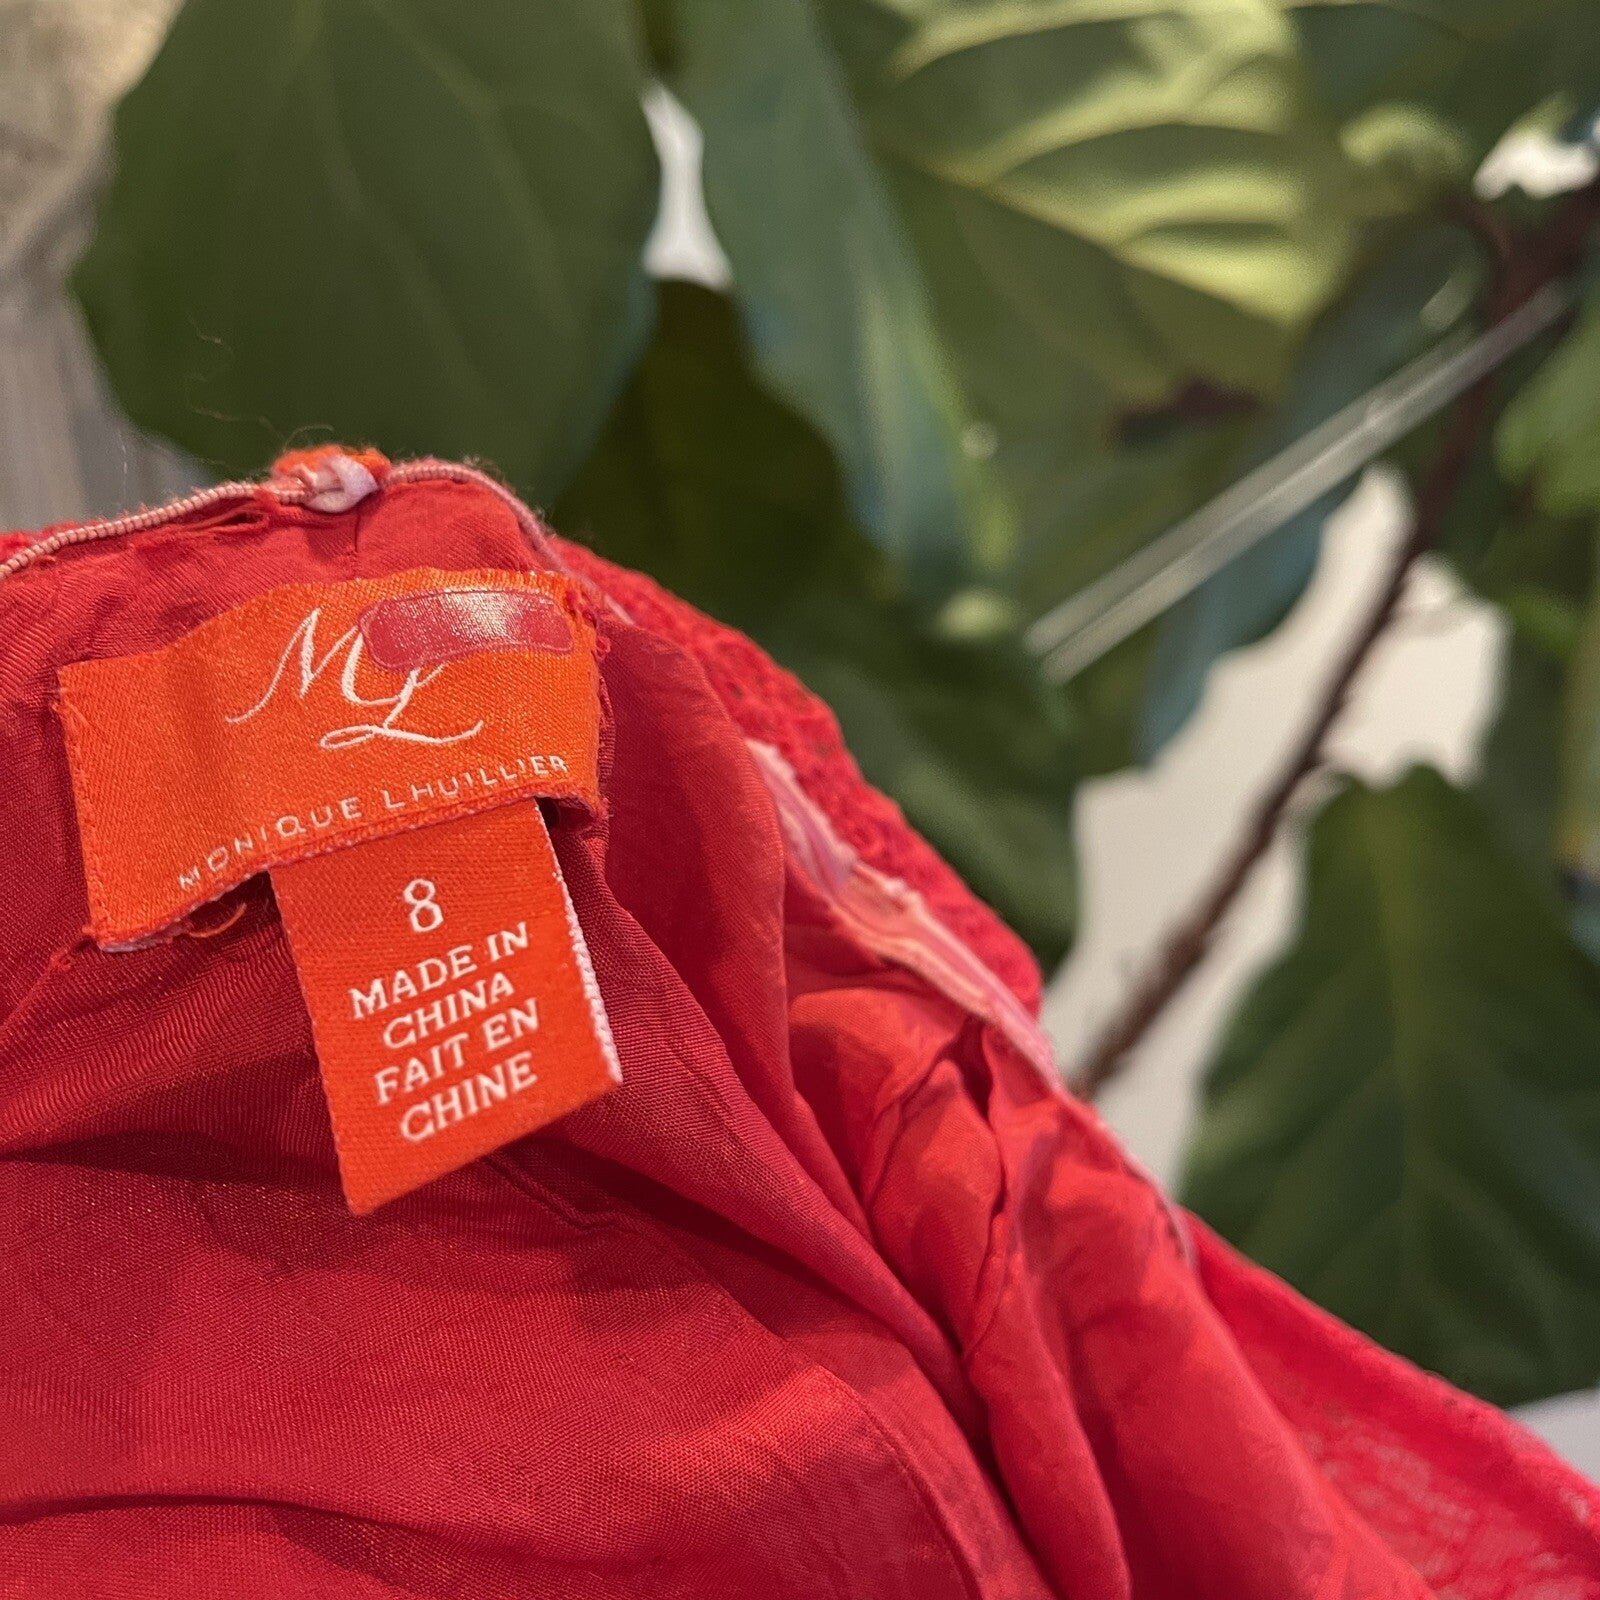 ML
MONIQUE LHUILLIER
8
MADE IN
CHINA
FAIT EN
CHINE